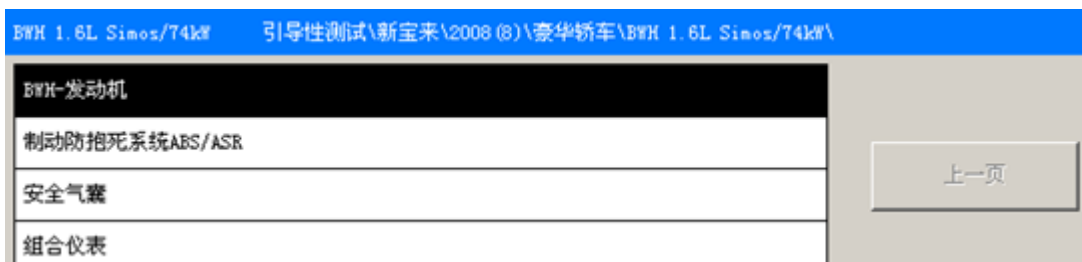 BWH 1.6L Simos/74kW 引导性测试\新宝来\2008(8)\豪华轿车\BWH 1.6L Simos/74kW\
BWH-发动机
制动防抱死系统ABS/ASR
上一页
安全气囊
组合仪表